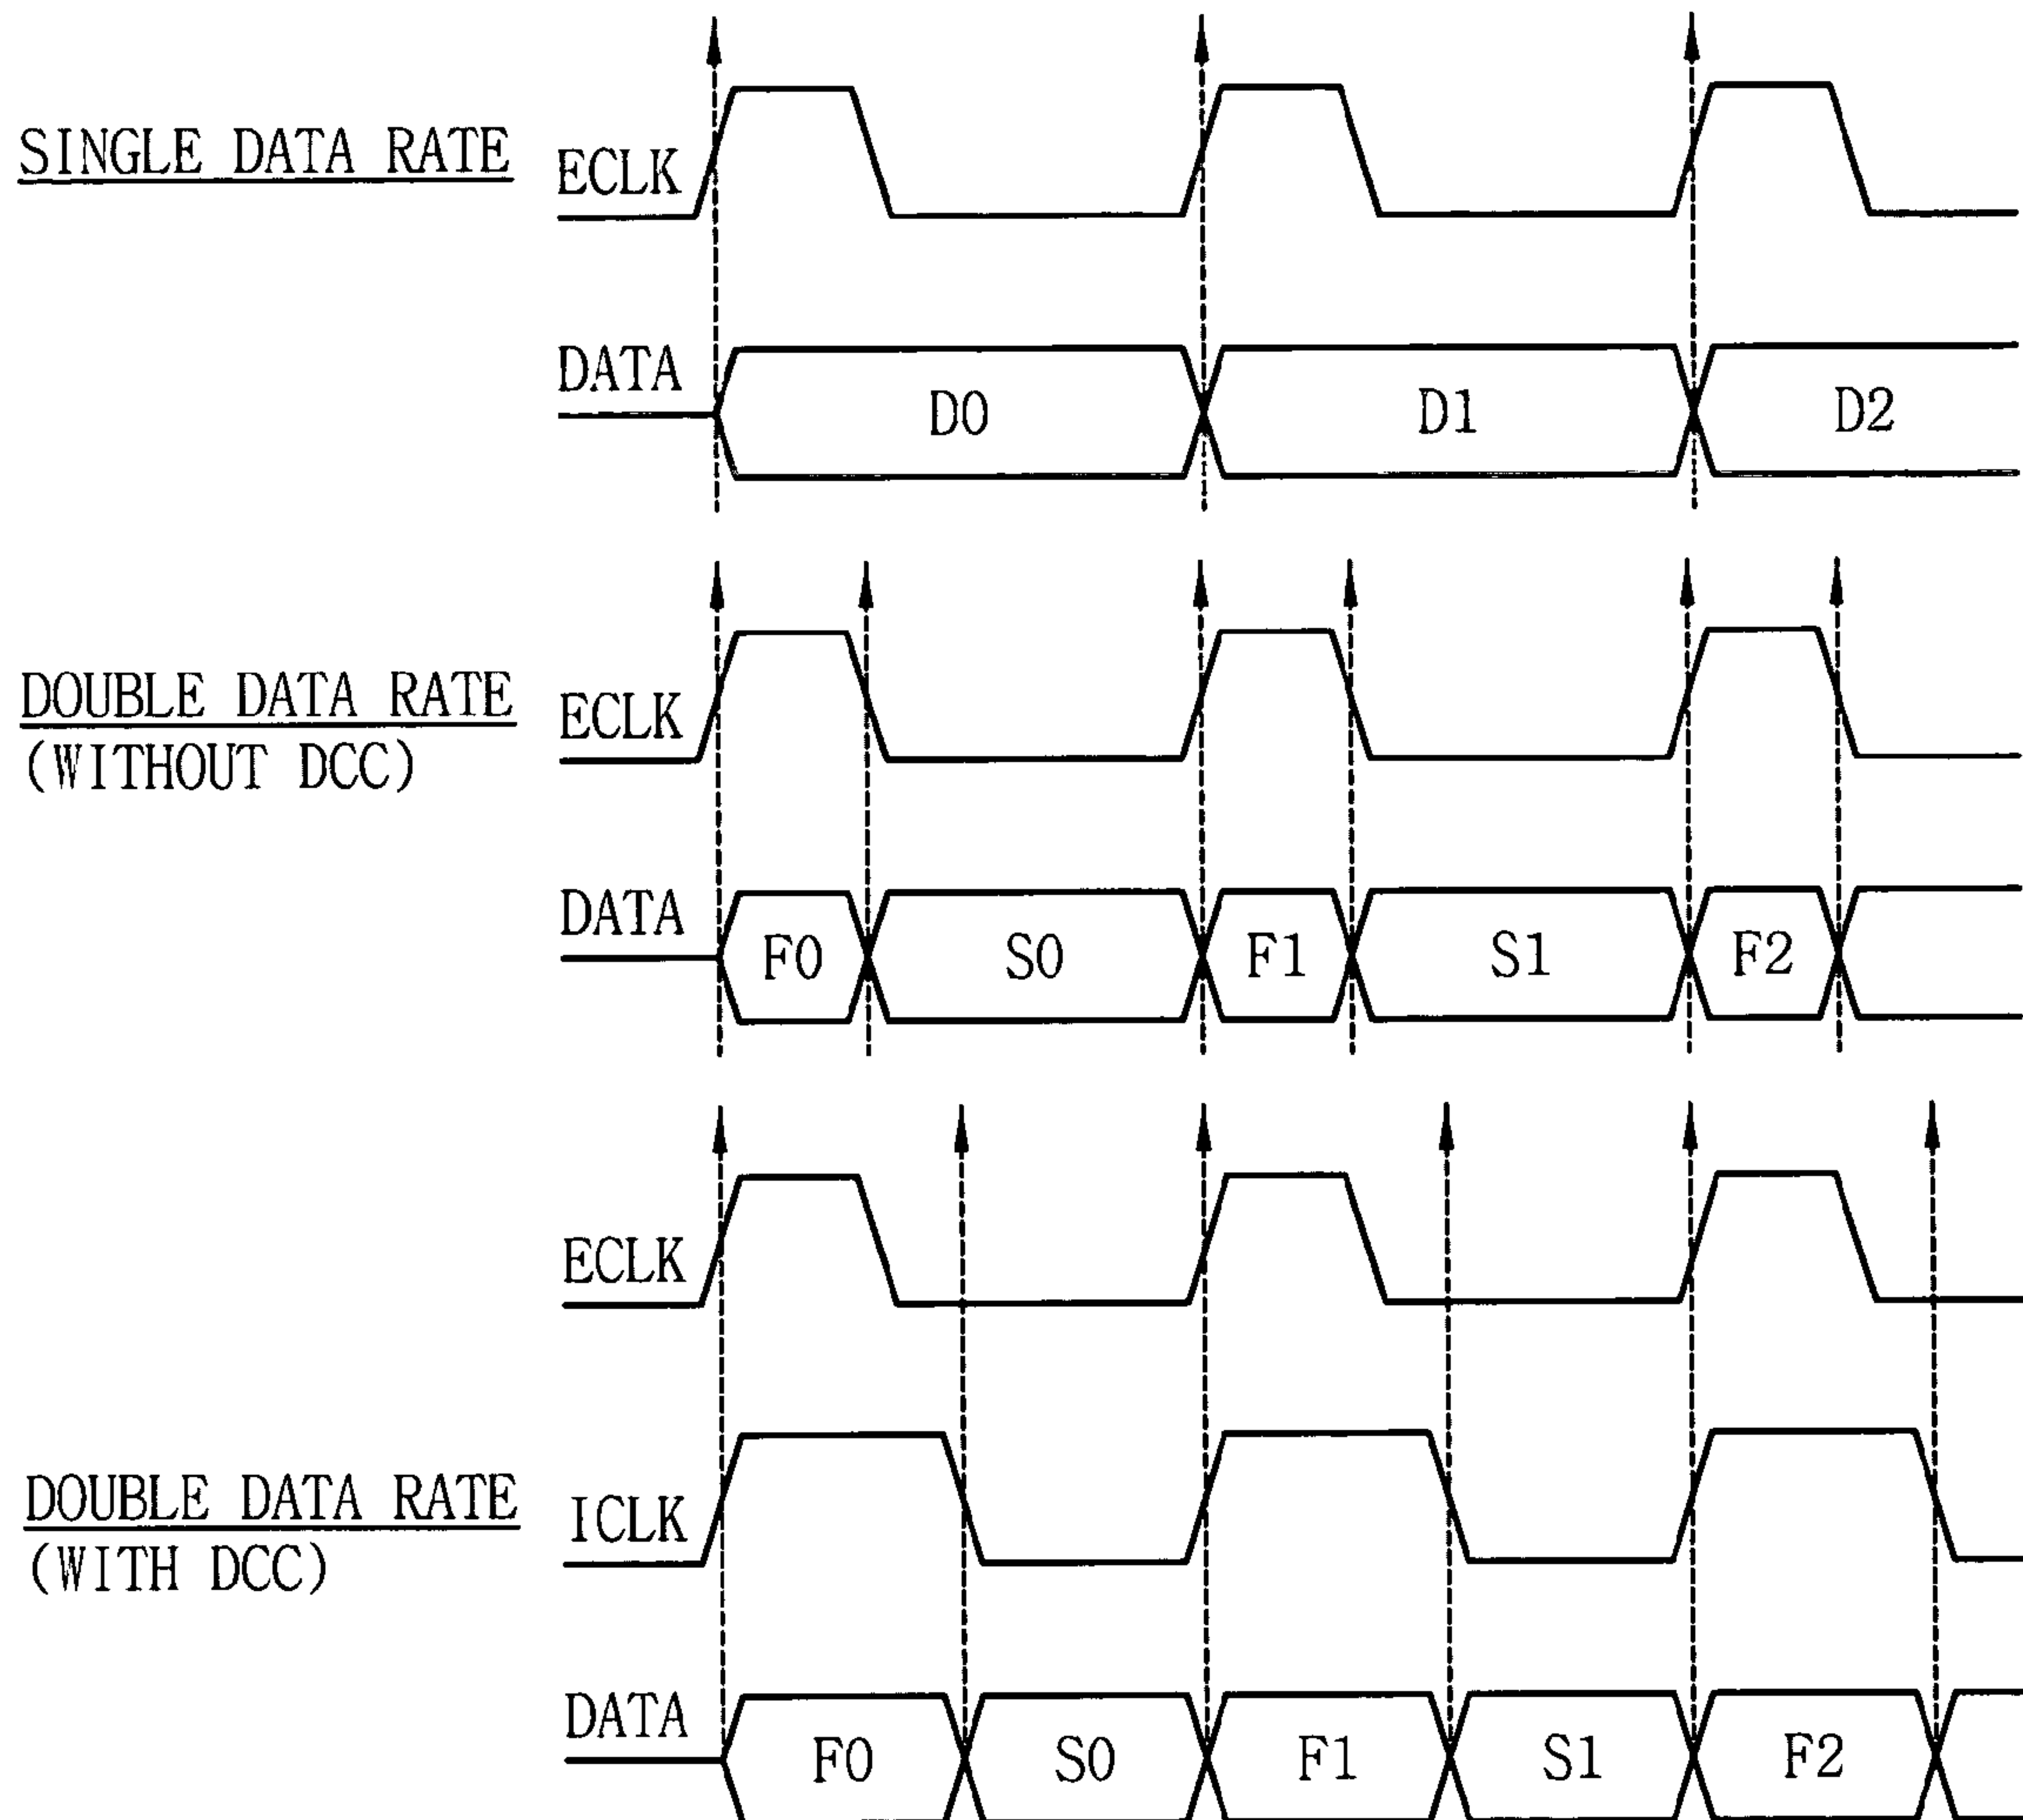 SINGLE DATA RATE
ECLK
DATA
D0 D1 D2
DOUBLE DATA RATE
(WITHOUT DCC)
ECLK
DATA
F0 S0 F1 S1 F2
ECLK
DOUBLE DATA RATE
(WITH DCC)
ICLK
DATA
F0 S0 F1 S1 F2